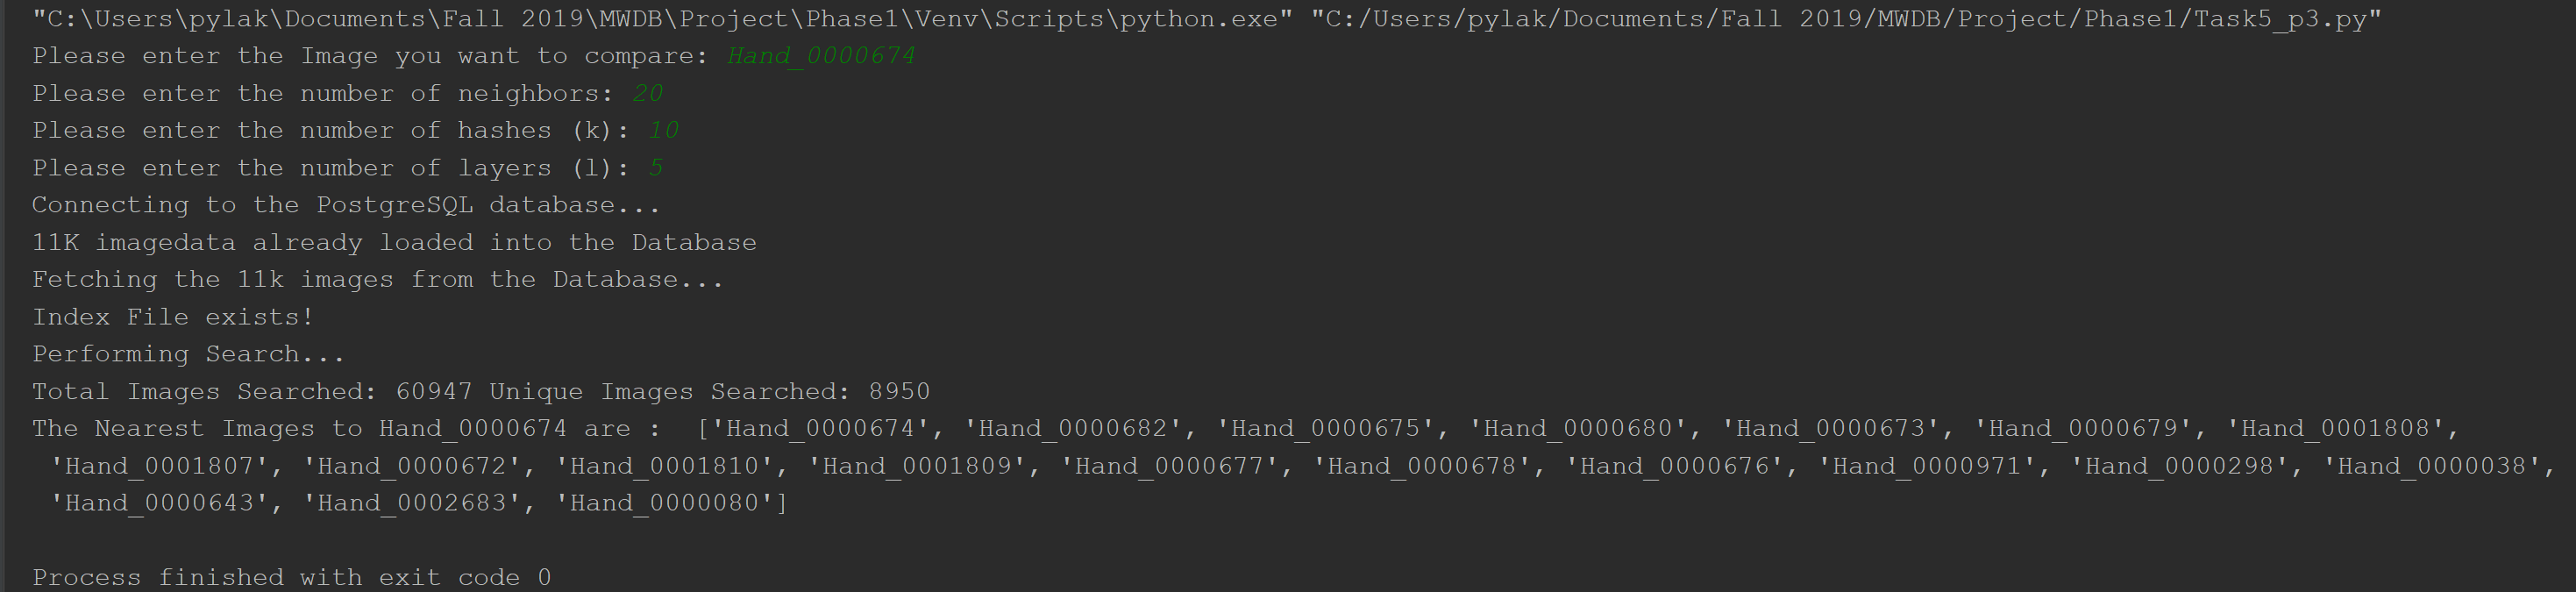 "C:\Users\pylak\Documents\Fall 2019\MWDB\Project\Phase1\Venv\Scripts\python.exe" "C:/Users/pylak/Documents/Fall 2019/MWDB/Project/Phase1/Task5_p3.py"
Please enter the Image you want to compare: Hand_0000674
Please enter the number of neighbors: 20
Please enter the number of hashes (k): 10
Please enter the number of layers (l): 5
Connecting to the PostgreSQL database...
11K imagedata already loaded into the Database
Fetching the 11k images from the Database...
Index File exists!
Performing Search...
Total Images Searched: 60947 Unique Images Searched: 8950
The Nearest Images to Hand_0000674 are :  ['Hand_0000674', 'Hand_0000682', 'Hand_0000675', 'Hand_0000680', 'Hand_0000673', 'Hand_0000679', 'Hand_0001808',
'Hand_0001807', 'Hand_0000672', 'Hand_0001810', 'Hand_0001809', 'Hand_0000677', 'Hand_0000678', 'Hand_0000676', 'Hand_0000971', 'Hand_0000298', 'Hand_0000038',
'Hand_0000643', 'Hand_0002683', 'Hand_0000080']
Process finished with exit code 0